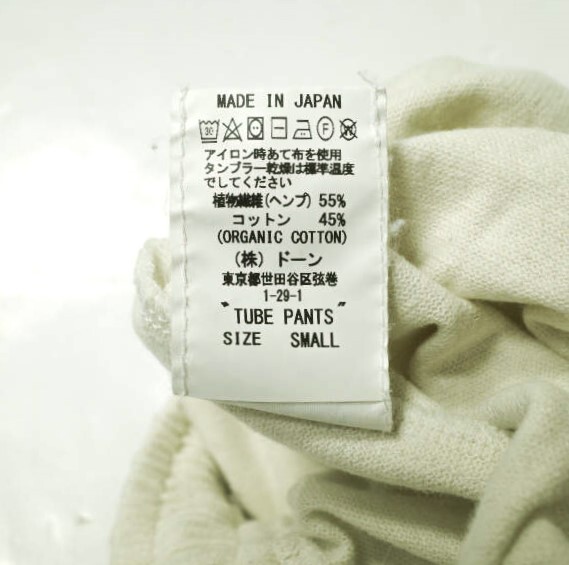 MADE IN JAPAN
30 F W
アイロン時あて布を使用
タンブラー乾燥は標準温度
でしてください
植物繊維(ヘンプ) 55%
コットン 45%
(ORGANIC COTTON)
(株) ドーン
東京都世田谷区弦巻
1-29-1
"TUBE PANTS"
SIZE SMALL